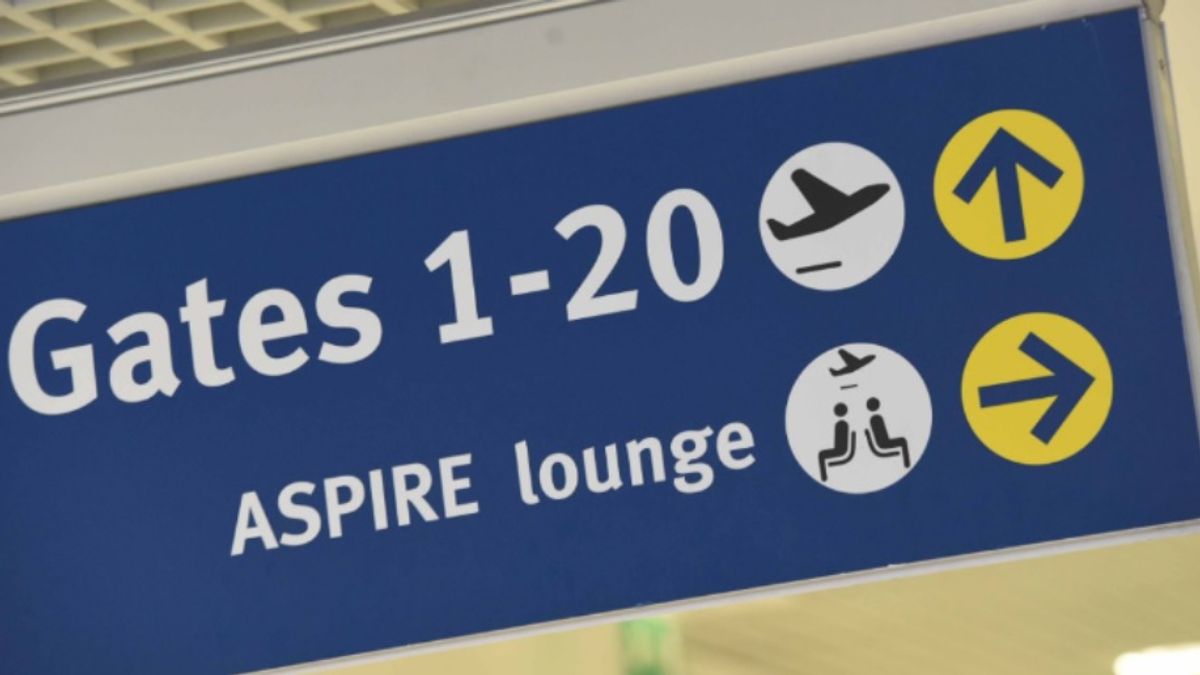 Gates 1-20
ASPIRE lounge